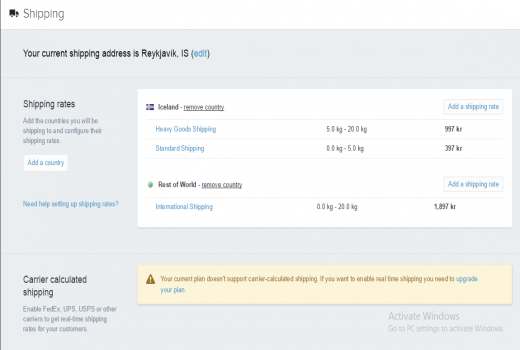 Shipping
Your current shipping address is Reykjavík, IS (edit)
Shipping rates
Add the countries you will be
shipping to and configure their
shipping rates.
Add a country
Need help setting up shipping rates?
Iceland - remove country
Add a shipping rate
Heavy Goods Shipping 5.0 kg - 20.0 kg 997 kr
Standard Shipping 0.0 kg - 5.0 kg 397 kr
Rest of World - remove country
Add a shipping rate
International Shipping 0.0 kg - 20.0 kg 1,897 kr
Carrier calculated
shipping
Enable FedEx, UPS, USPS or other
carriers to get real-time shipping
rates for your customers.
Your current plan doesn't support carrier-calculated shipping. If you want to enable real time shipping you need to upgrade
your plan.
Activate Windows
Go to PC settings to activate Windows.